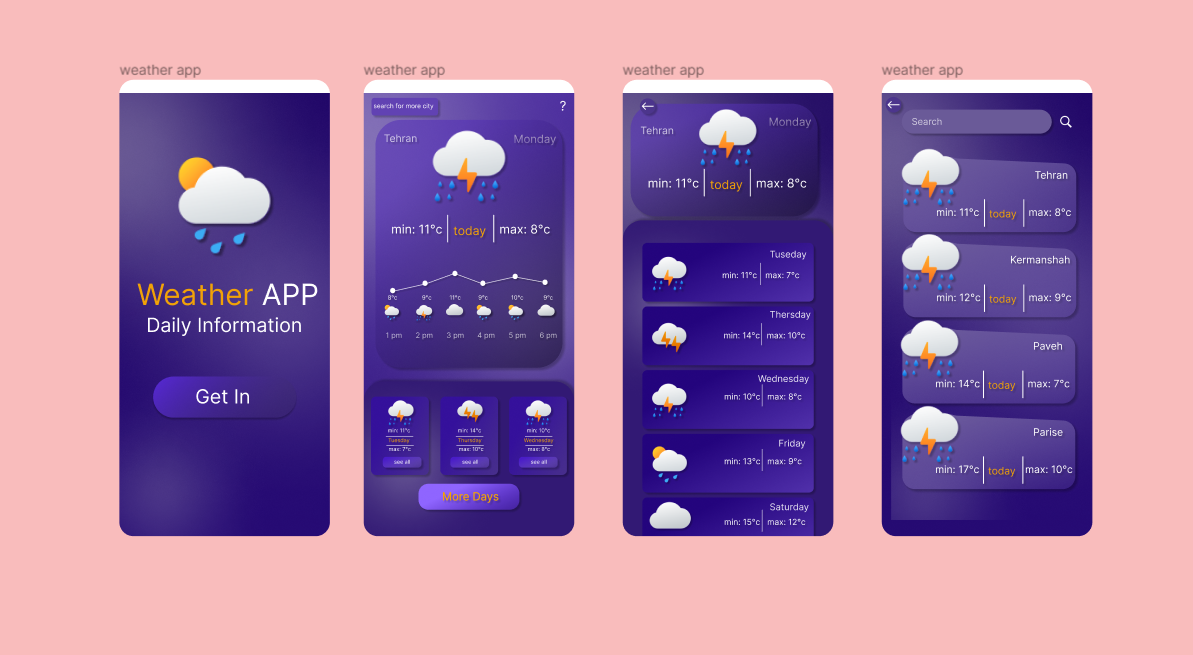 weather app
Weather APP
Daily Information
Get In
weather app
search for more city
?
Tehran
Monday
min: 11°c
today
max: 8°c
8°c 9°c 11°c 9°c 10°c 9°c
1 pm 2 pm 3 pm 4 pm 5 pm 6 pm
min: 11°c
Tuesday
max: 7°c
see all
min: 14°c
Thursday
max: 10°c
see all
min: 10°c
Wednesday
max: 8°c
see all
More Days
weather app
Tehran
Monday
min: 11°c
today
max: 8°c
Tuseday
min: 11°c
max: 7°c
Thersday
min: 14°c
max: 10°c
Wednesday
min: 10°c
max: 8°c
Friday
min: 13°c
max: 9°c
Saturday
min: 15°c
max: 12°c
weather app
Search
Tehran
min: 11°c
today
max: 8°c
Kermanshah
min: 12°c
today
max: 9°c
Paveh
min: 14°c
today
max: 7°c
Parise
min: 17°c
today
max: 10°c